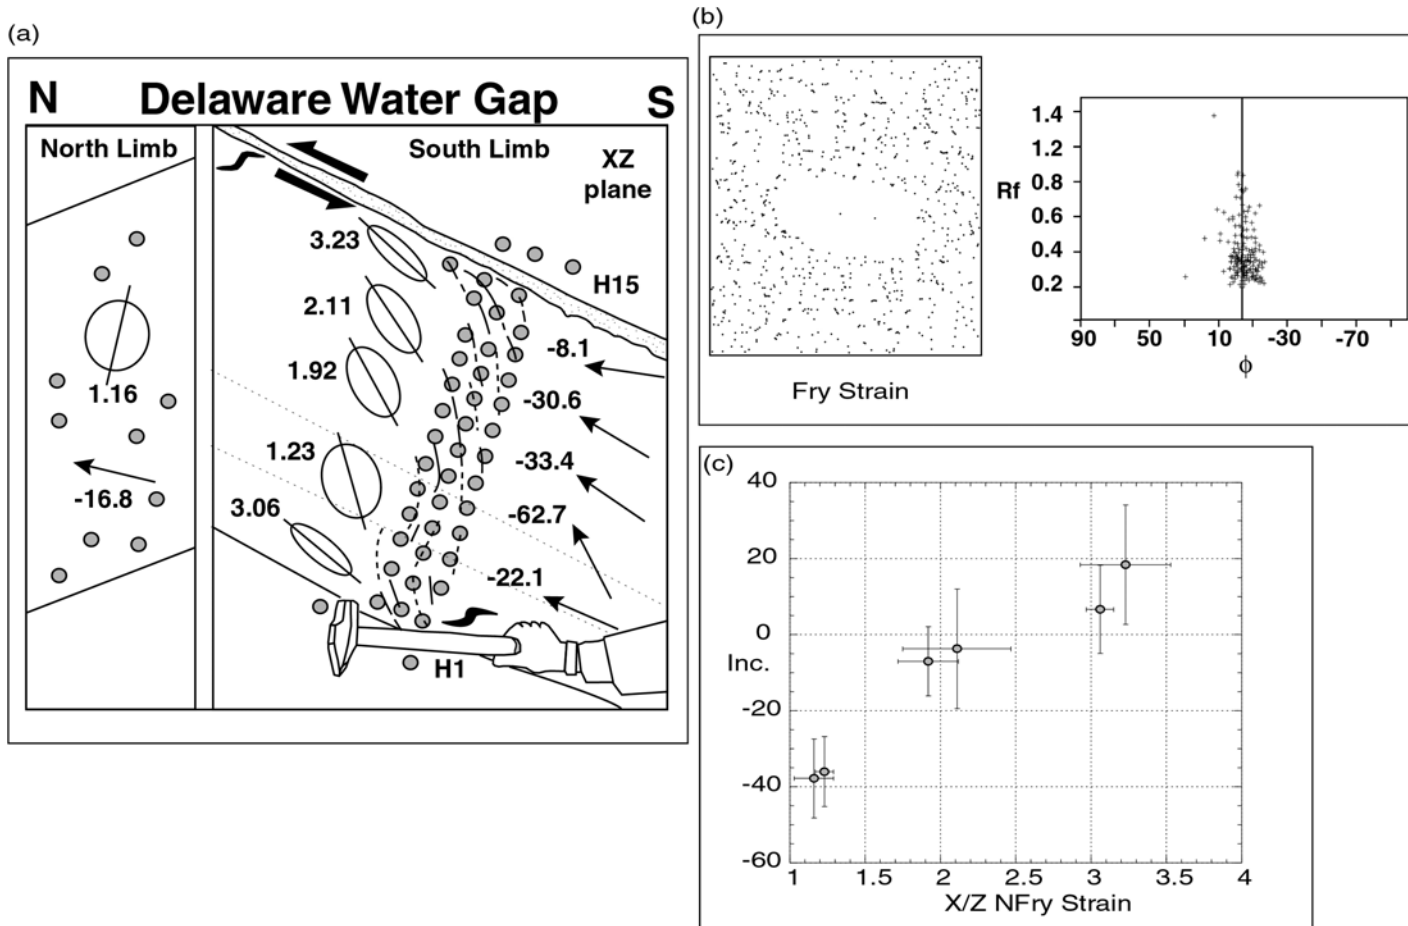 (a)
N Delaware Water Gap S
North Limb
South Limb
XZ
plane
3.23
H15
2.11
-8.1
1.92
1.16
-30.6
1.23
-33.4
-16.8
3.06
-62.7
-22.1
H1
(b)
Fry Strain
1.4
1.2
Rf
0.8
0.6
0.4
0.2
90 50 10 -30 -70
ϕ
(c)
40
20
0
Inc.
-20
-40
-60
1 1.5 2 2.5 3 3.5 4
X/Z NFry Strain